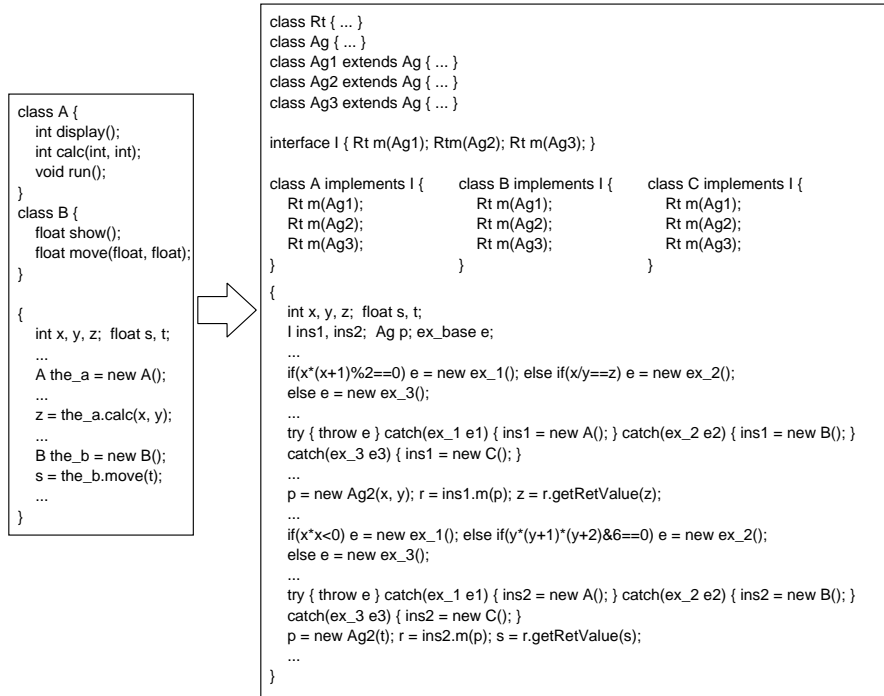 class A {
int display();
int calc(int, int);
void run();
}
class B {
float show();
float move(float, float);
}
{
int x, y, z;  float s, t;
...
A the_a = new A();
...
z = the_a.calc(x, y);
...
B the_b = new B();
s = the_b.move(t);
...
}
class Rt { ... }
class Ag { ... }
class Ag1 extends Ag { ... }
class Ag2 extends Ag { ... }
class Ag3 extends Ag { ... }
interface I { Rt m(Ag1); Rtm(Ag2); Rt m(Ag3); }
class A implements I {    class B implements I {    class C implements I {
Rt m(Ag1);    Rt m(Ag1);    Rt m(Ag1);
Rt m(Ag2);    Rt m(Ag2);    Rt m(Ag2);
Rt m(Ag3);    Rt m(Ag3);    Rt m(Ag3);
}    }    }
{
int x, y, z;  float s, t;
I ins1, ins2;  Ag p; ex_base e;
...
if(x*(x+1)%2==0) e = new ex_1(); else if(x/y==z) e = new ex_2();
else e = new ex_3();
...
try { throw e } catch(ex_1 e1) { ins1 = new A(); } catch(ex_2 e2) { ins1 = new B(); }
catch(ex_3 e3) { ins1 = new C(); }
...
p = new Ag2(x, y); r = ins1.m(p); z = r.getRetValue(z);
...
if(x*x<0) e = new ex_1(); else if(y*(y+1)*(y+2)&6==0) e = new ex_2();
else e = new ex_3();
...
try { throw e } catch(ex_1 e1) { ins2 = new A(); } catch(ex_2 e2) { ins2 = new B(); }
catch(ex_3 e3) { ins2 = new C(); }
p = new Ag2(t); r = ins2.m(p); s = r.getRetValue(s);
...
}